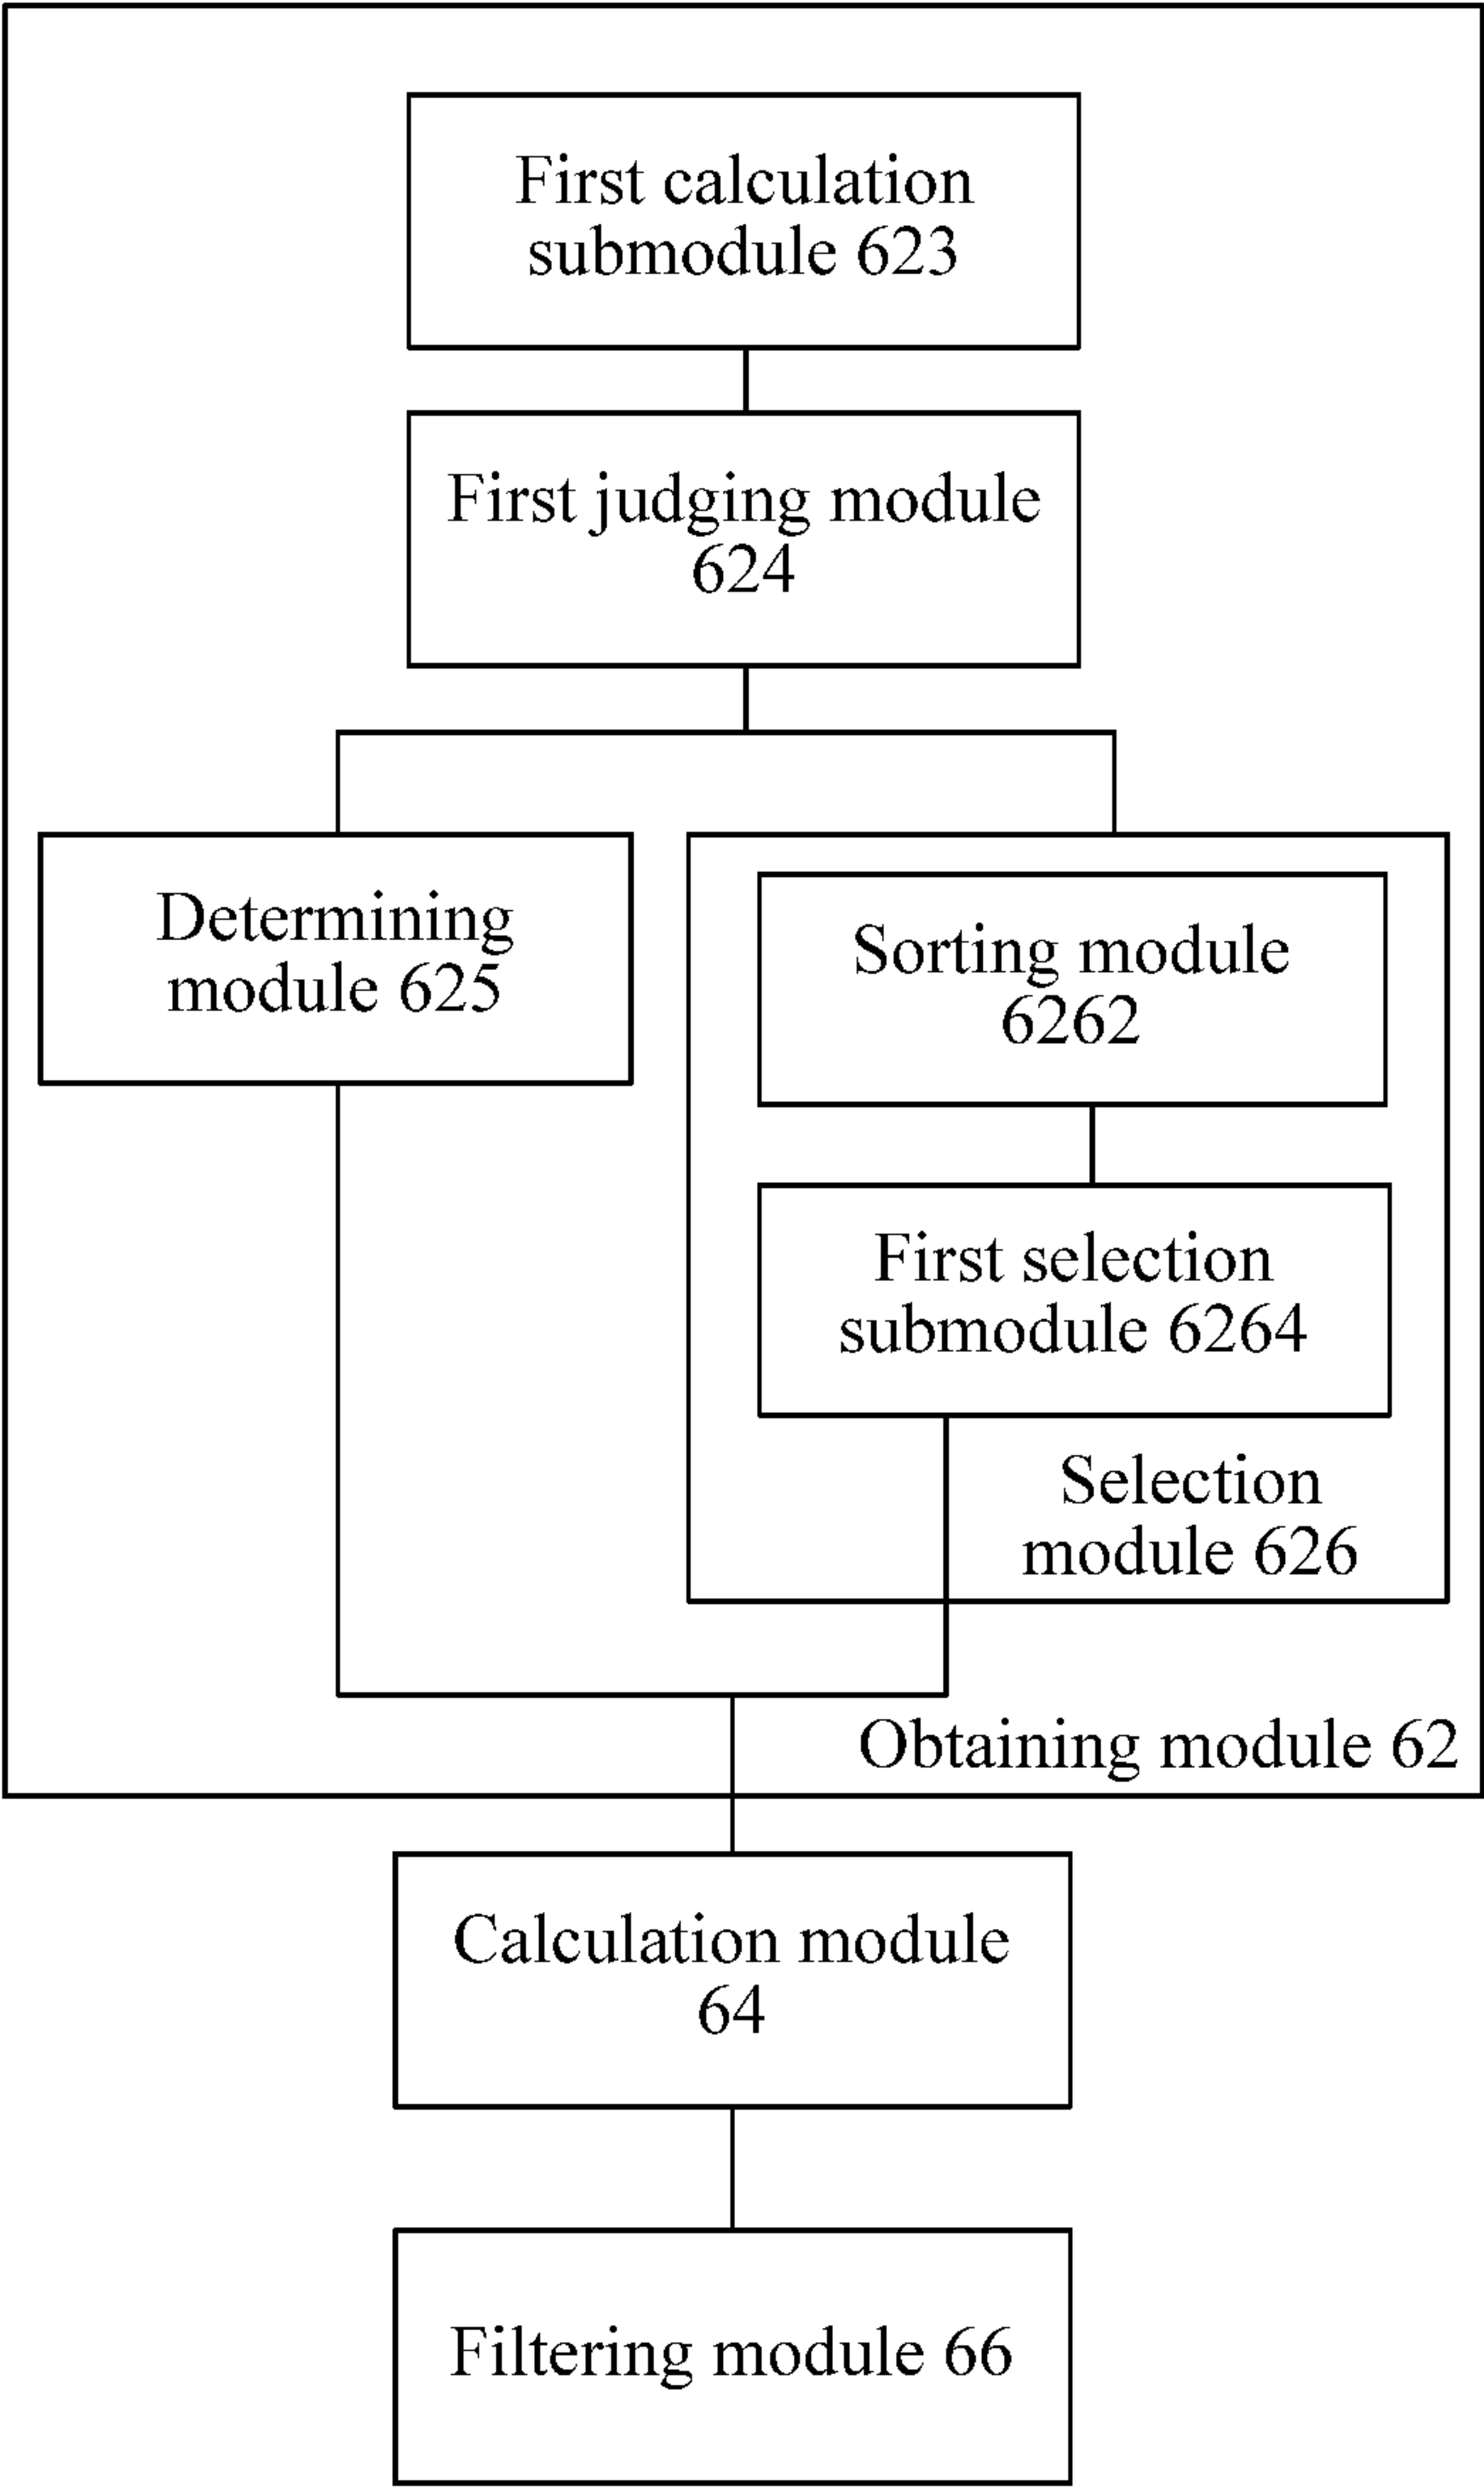 First calculation
submodule 623
First judging module
624
Determining
module 625
Sorting module
6262
First selection
submodule 6264
Selection
module 626
Obtaining module 62
Calculation module
64
Filtering module 66